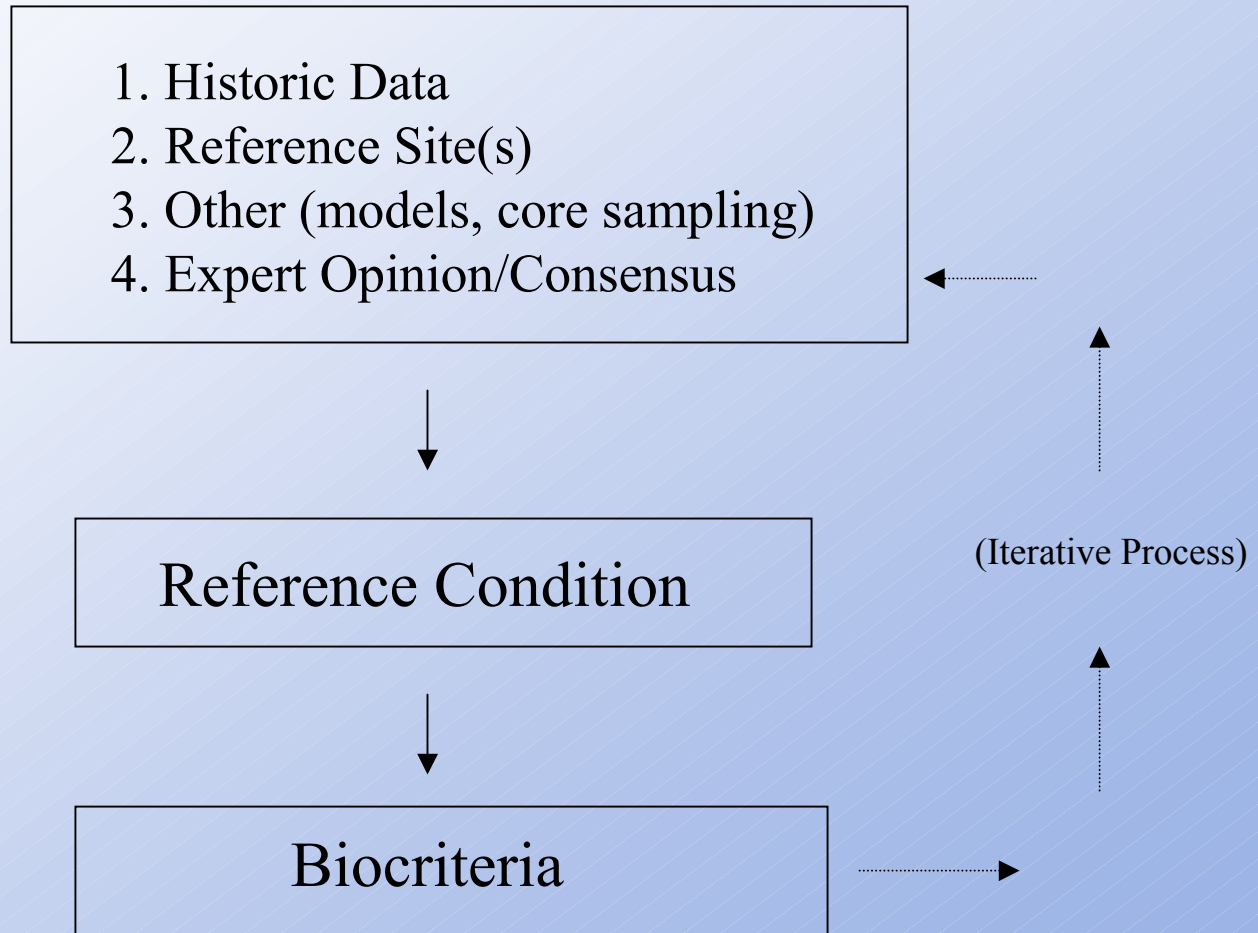 1. Historic Data
2. Reference Site(s)
3. Other (models, core sampling)
4. Expert Opinion/Consensus
Reference Condition
(Iterative Process)
Biocriteria